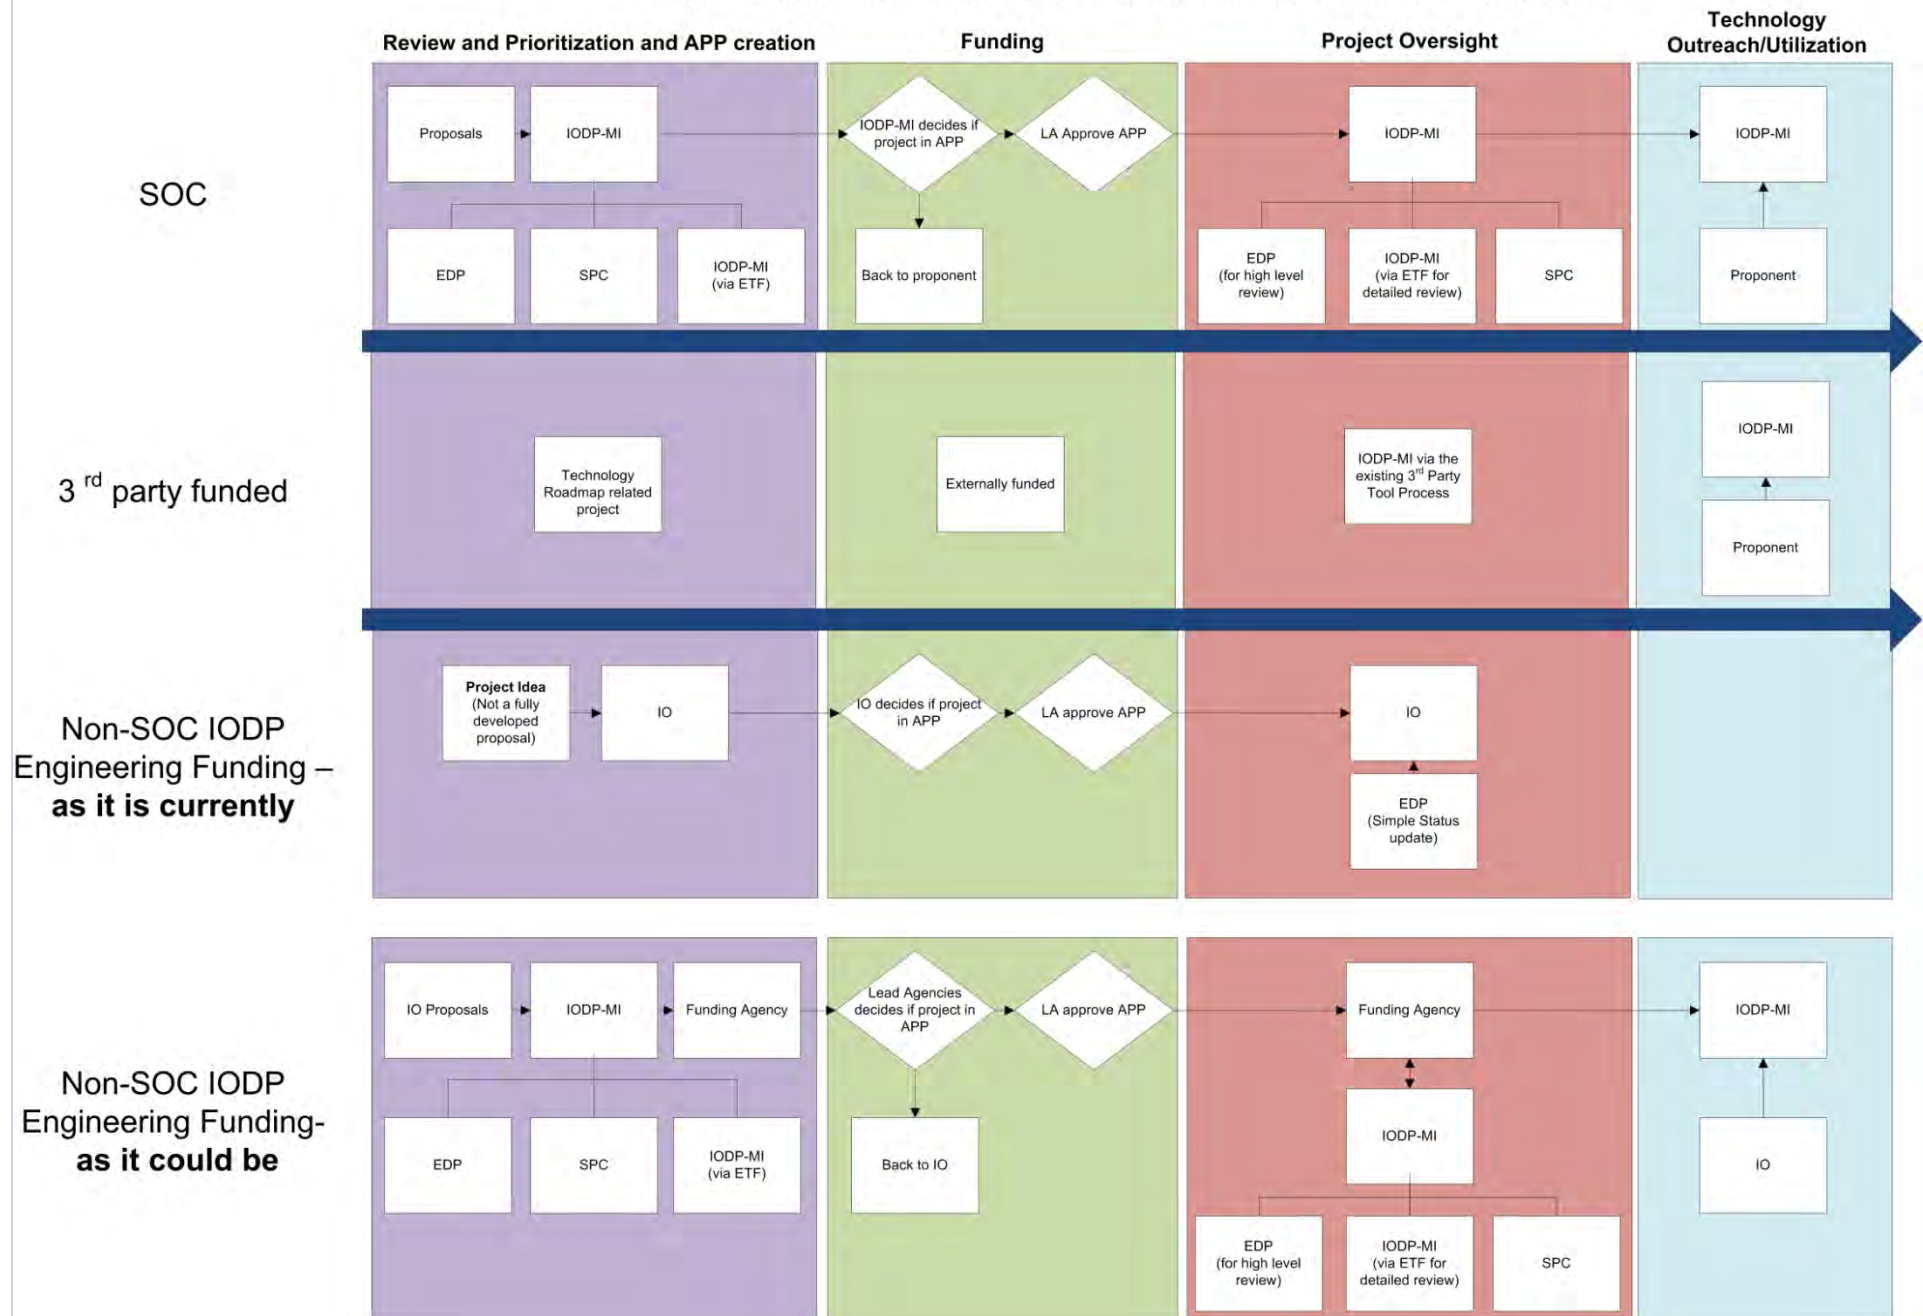 Review and Prioritization and APP creation
Funding
Project Oversight
Technology
Outreach/Utilization
SOC
Proposals
IODP-MI
EDP
SPC
IODP-MI
(via ETF)
IODP-MI decides if
project in APP
LA Approve APP
Back to proponent
IODP-MI
EDP
(for high level
review)
IODP-MI
(via ETF for
detailed review)
SPC
IODP-MI
Proponent
3 rd party funded
Technology
Roadmap related
project
Externally funded
IODP-MI via the
existing 3rd Party
Tool Process
IODP-MI
Proponent
Non-SOC IODP
Engineering Funding –
as it is currently
Project Idea
(Not a fully
developed
proposal)
IO
IO decides if project
in APP
LA approve APP
IO
EDP
(Simple Status
update)
Non-SOC IODP
Engineering Funding-
as it could be
IO Proposals
IODP-MI
Funding Agency
EDP
SPC
IODP-MI
(via ETF)
Lead Agencies
decides if project in
APP
LA approve APP
Back to IO
Funding Agency
IODP-MI
EDP
(for high level
review)
IODP-MI
(via ETF for
detailed review)
SPC
IODP-MI
IO